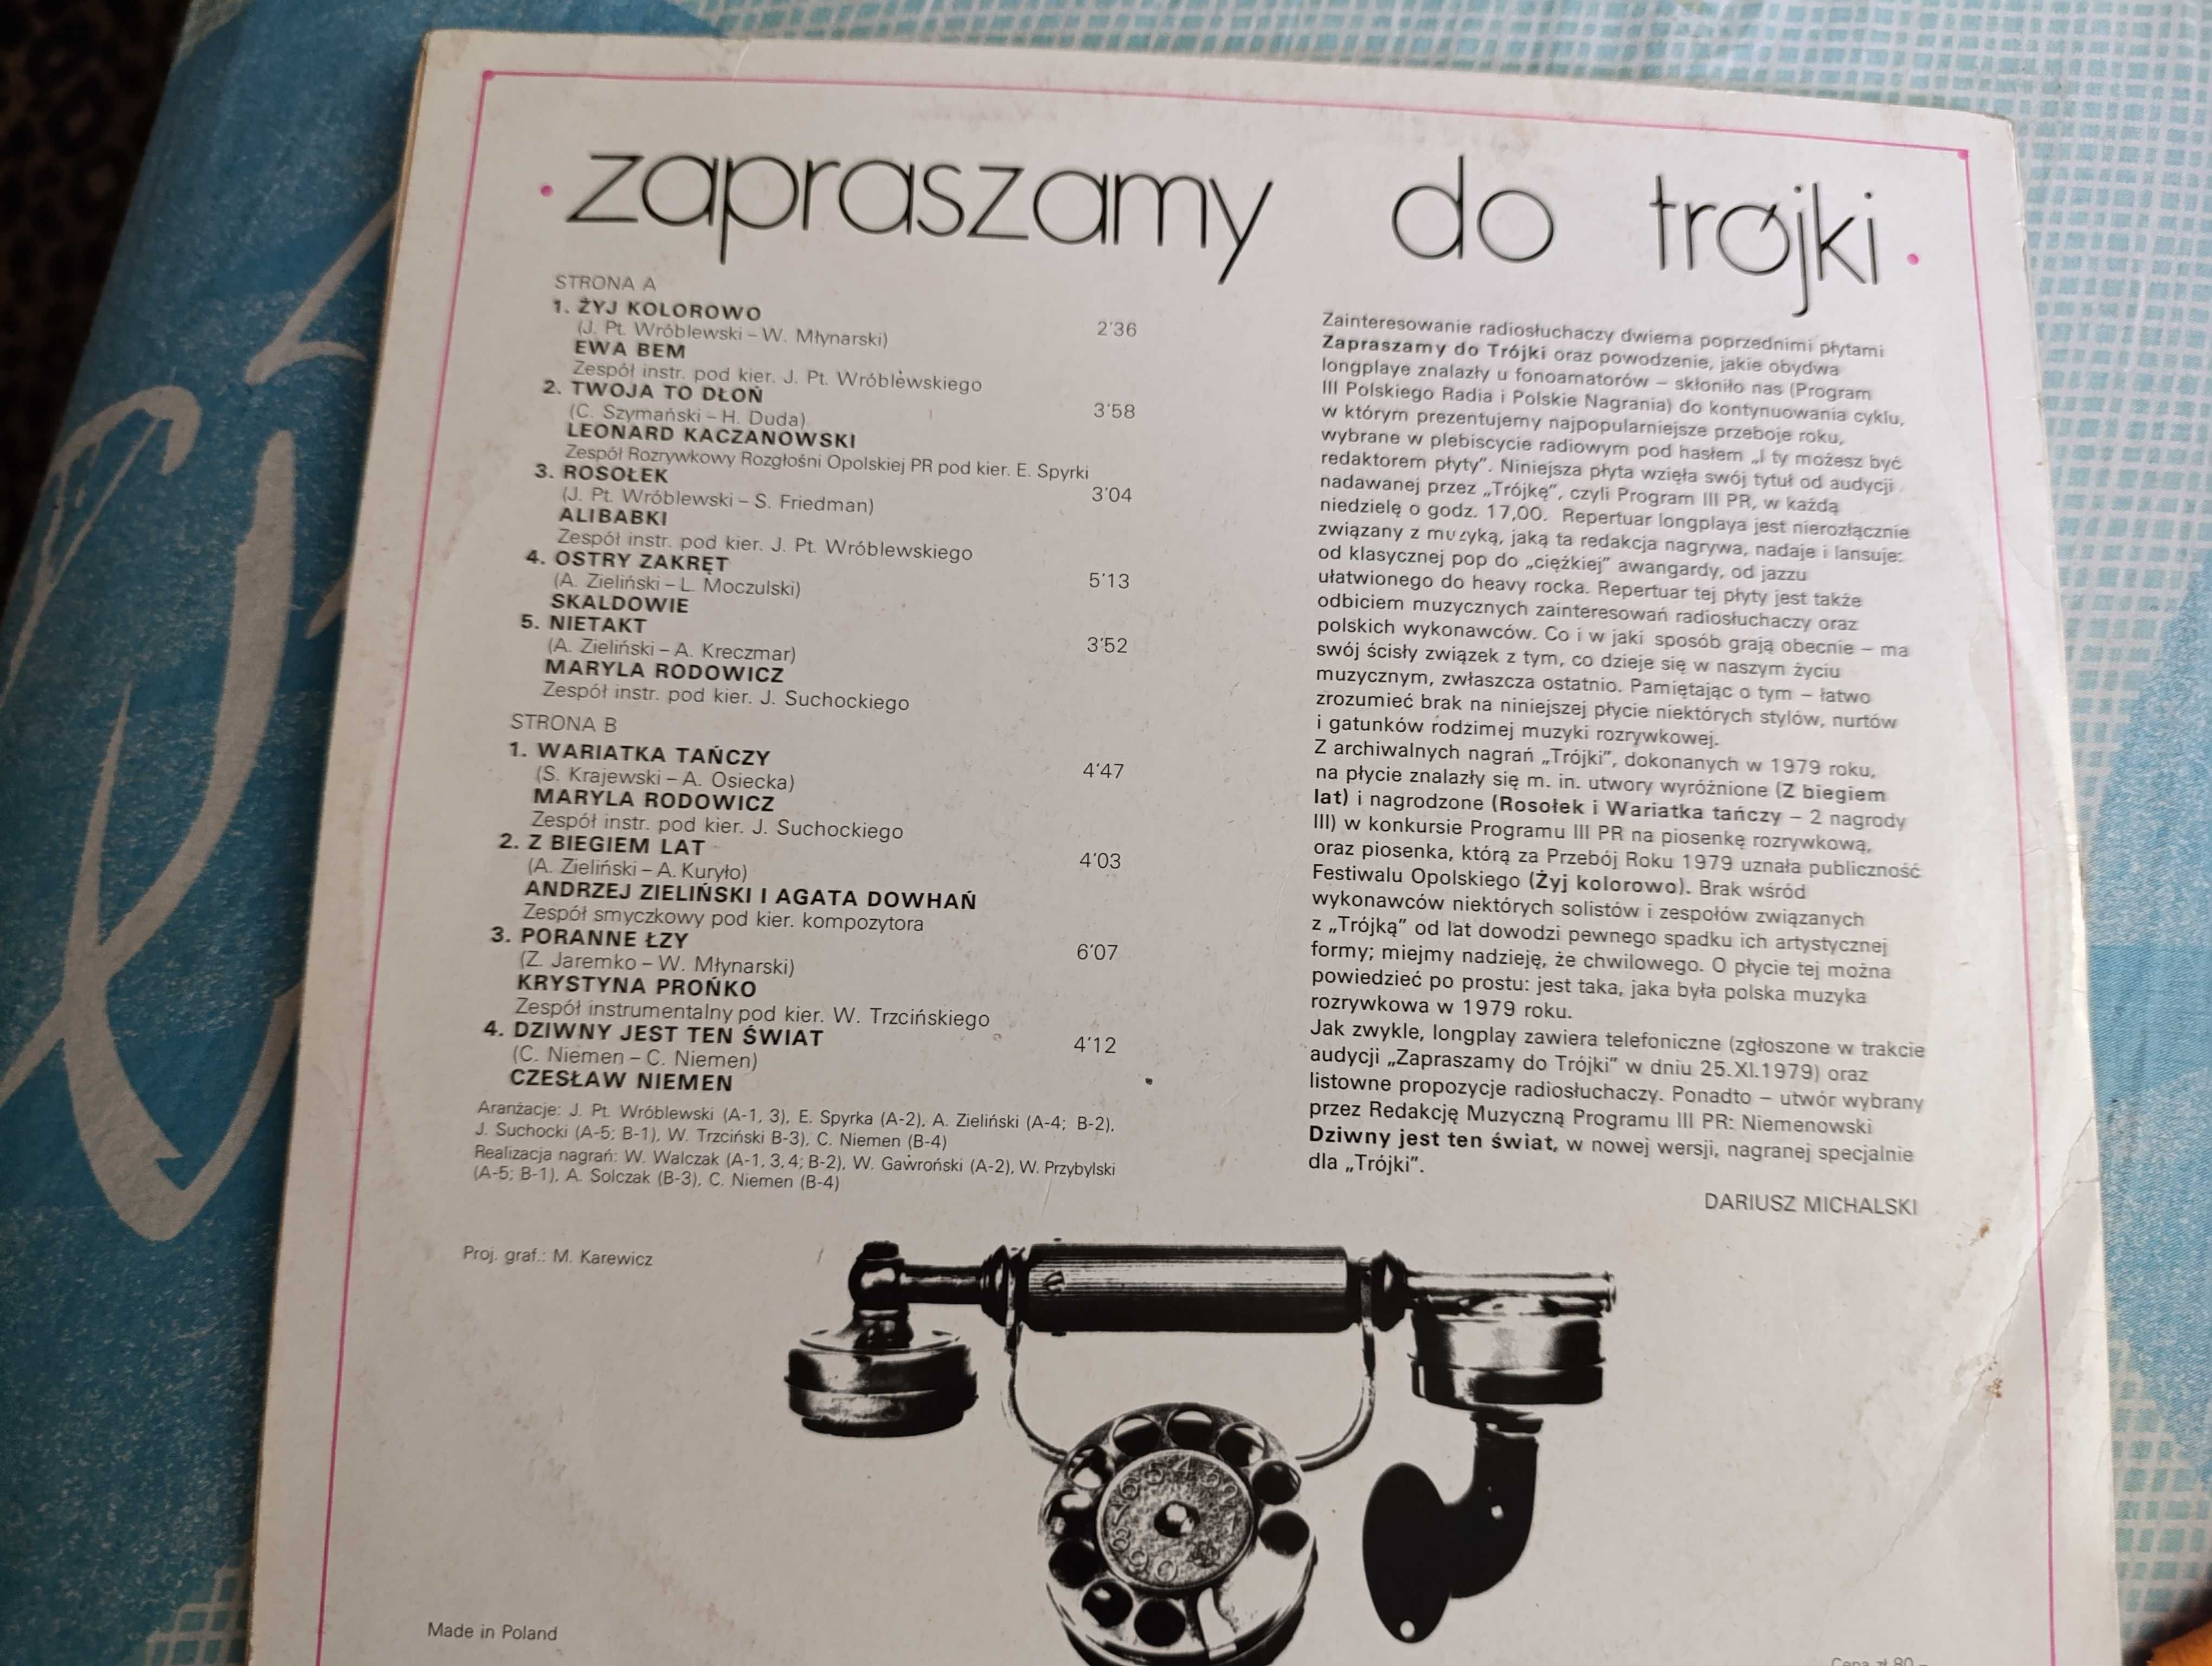 zapraszamy do trójki
STRONA A
1. ŻYJ KOLOROWO
(J. Pt. Wróblewski – W. Młynarski) 2'36
EWA BEM
Zespół instr. pod kier. J. Pt. Wróblewskiego
2. TWOJA TO DŁOŃ
(C. Szymański – H. Duda) 3'58
LEONARD KACZANOWSKI
Zespół Rozrywkowy Rozgłośni Opolskiej PR pod kier. E. Spyrki
3. ROSOŁEK
(J. Pt. Wróblewski – S. Friedman) 3'04
ALIBABKI
Zespół instr. pod kier. J. Pt. Wróblewskiego
4. OSTRY ZAKRĘT
(A. Zieliński – L. Moczulski) 5'13
SKALDOWIE
5. NIETAKT
(A. Zieliński – A. Kreczmar) 3'52
MARYLA RODOWICZ
Zespół instr. pod kier. J. Suchockiego
STRONA B
1. WARIATKA TAŃCZY
(S. Krajewski – A. Osiecka) 4'47
MARYLA RODOWICZ
Zespół instr. pod kier. J. Suchockiego
2. Z BIEGIEM LAT
(A. Zieliński – A. Kuryło) 4'03
ANDRZEJ ZIELIŃSKI I AGATA DOWHAŃ
Zespół smyczkowy pod kier. kompozytora
3. PORANNE ŁZY
(Z. Jaremko – W. Młynarski) 6'07
KRYSTYNA PROŃKO
Zespół instrumentalny pod kier. W. Trzcińskiego
4. DZIWNY JEST TEN ŚWIAT
(C. Niemen – C. Niemen) 4'12
CZESŁAW NIEMEN
Aranżacje: J. Pt. Wróblewski (A-1, 3), E. Spyrka (A-2), A. Zieliński (A-4; B-2),
J. Suchocki (A-5; B-1), W. Trzciński B-3), C. Niemen (B-4)
Realizacja nagrań: W. Walczak (A-1, 3, 4; B-2), W. Gawroński (A-2), W. Przybylski
(A-5; B-1), A. Solczak (B-3), C. Niemen (B-4)
Proj. graf.: M. Karewicz
Made in Poland
Zainteresowanie radiosłuchaczy dwiema poprzednimi płytami
Zapraszamy do Trójki oraz powodzenie, jakie obydwa
longplaye znalazły u fonoamatorów – skłoniło nas (Program
III Polskiego Radia i Polskie Nagrania) do kontynuowania cyklu,
w którym prezentujemy najpopularniejsze przeboje roku,
wybrane w plebiscycie radiowym pod hasłem „I ty możesz być
redaktorem płyty”. Niniejsza płyta wzięła swój tytuł od audycji
nadawanej przez „Trójkę”, czyli Program III PR, w każdą
niedzielę o godz. 17,00. Repertuar longplaya jest nierozłącznie
związany z muzyką, jaką ta redakcja nagrywa, nadaje i lansuje:
od klasycznej pop do „ciężkiej” awangardy, od jazzu
ułatwionego do heavy rocka. Repertuar tej płyty jest także
odbiciem muzycznych zainteresowań radiosłuchaczy oraz
polskich wykonawców. Co i w jaki sposób grają obecnie – ma
swój ścisły związek z tym, co dzieje się w naszym życiu
muzycznym, zwłaszcza ostatnio. Pamiętając o tym – łatwo
zrozumieć brak na niniejszej płycie niektórych stylów, nurtów
i gatunków rodzimej muzyki rozrywkowej.
Z archiwalnych nagrań „Trójki”, dokonanych w 1979 roku,
na płycie znalazły się m. in. utwory wyróżnione (Z biegiem
lat) i nagrodzone (Rosołek i Wariatka tańczy – 2 nagrody
III) w konkursie Programu III PR na piosenkę rozrywkową,
oraz piosenka, którą za Przebój Roku 1979 uznała publiczność
Festiwalu Opolskiego (Żyj kolorowo). Brak wśród
wykonawców niektórych solistów i zespołów związanych
z „Trójką” od lat dowodzi pewnego spadku ich artystycznej
formy; miejmy nadzieję, że chwilowego. O płycie tej można
powiedzieć po prostu: jest taka, jaka była polska muzyka
rozrywkowa w 1979 roku.
Jak zwykle, longplay zawiera telefoniczne (zgłoszone w trakcie
audycji „Zapraszamy do Trójki” w dniu 25.XI.1979) oraz
listowne propozycje radiosłuchaczy. Ponadto – utwór wybrany
przez Redakcję Muzyczną Programu III PR: Niemenowski
Dziwny jest ten świat, w nowej wersji, nagranej specjalnie
dla „Trójki”.
DARIUSZ MICHALSKI
Cena zł 80,–